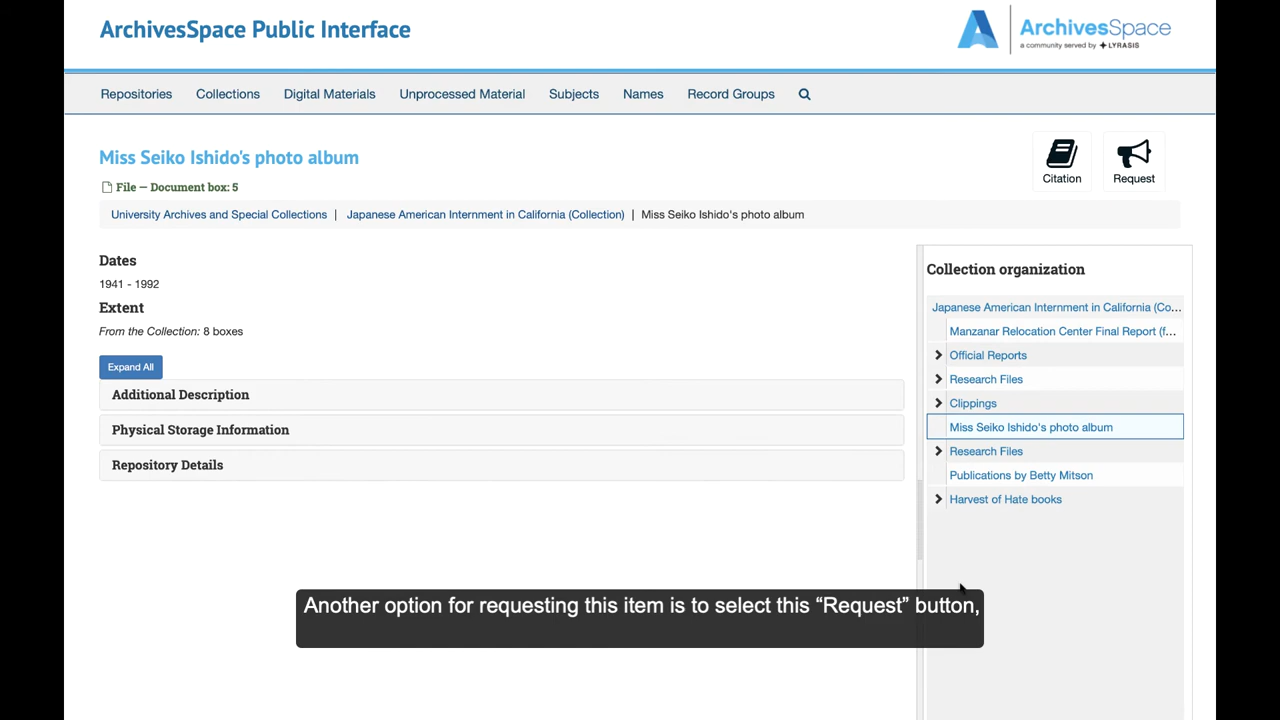 ArchivesSpace Public Interface
ArchivesSpace
a community served by LYRASIS
Repositories Collections Digital Materials Unprocessed Material Subjects Names Record Groups
Miss Seiko Ishido's photo album
File — Document box: 5
Citation
Request
University Archives and Special Collections | Japanese American Internment in California (Collection) | Miss Seiko Ishido's photo album
Dates
1941 - 1992
Extent
From the Collection: 8 boxes
Expand All
Additional Description
Physical Storage Information
Repository Details
Collection organization
Japanese American Internment in California (Co...
Manzanar Relocation Center Final Report (f...
Official Reports
Research Files
Clippings
Miss Seiko Ishido's photo album
Research Files
Publications by Betty Mitson
Harvest of Hate books
Another option for requesting this item is to select this “Request” button,